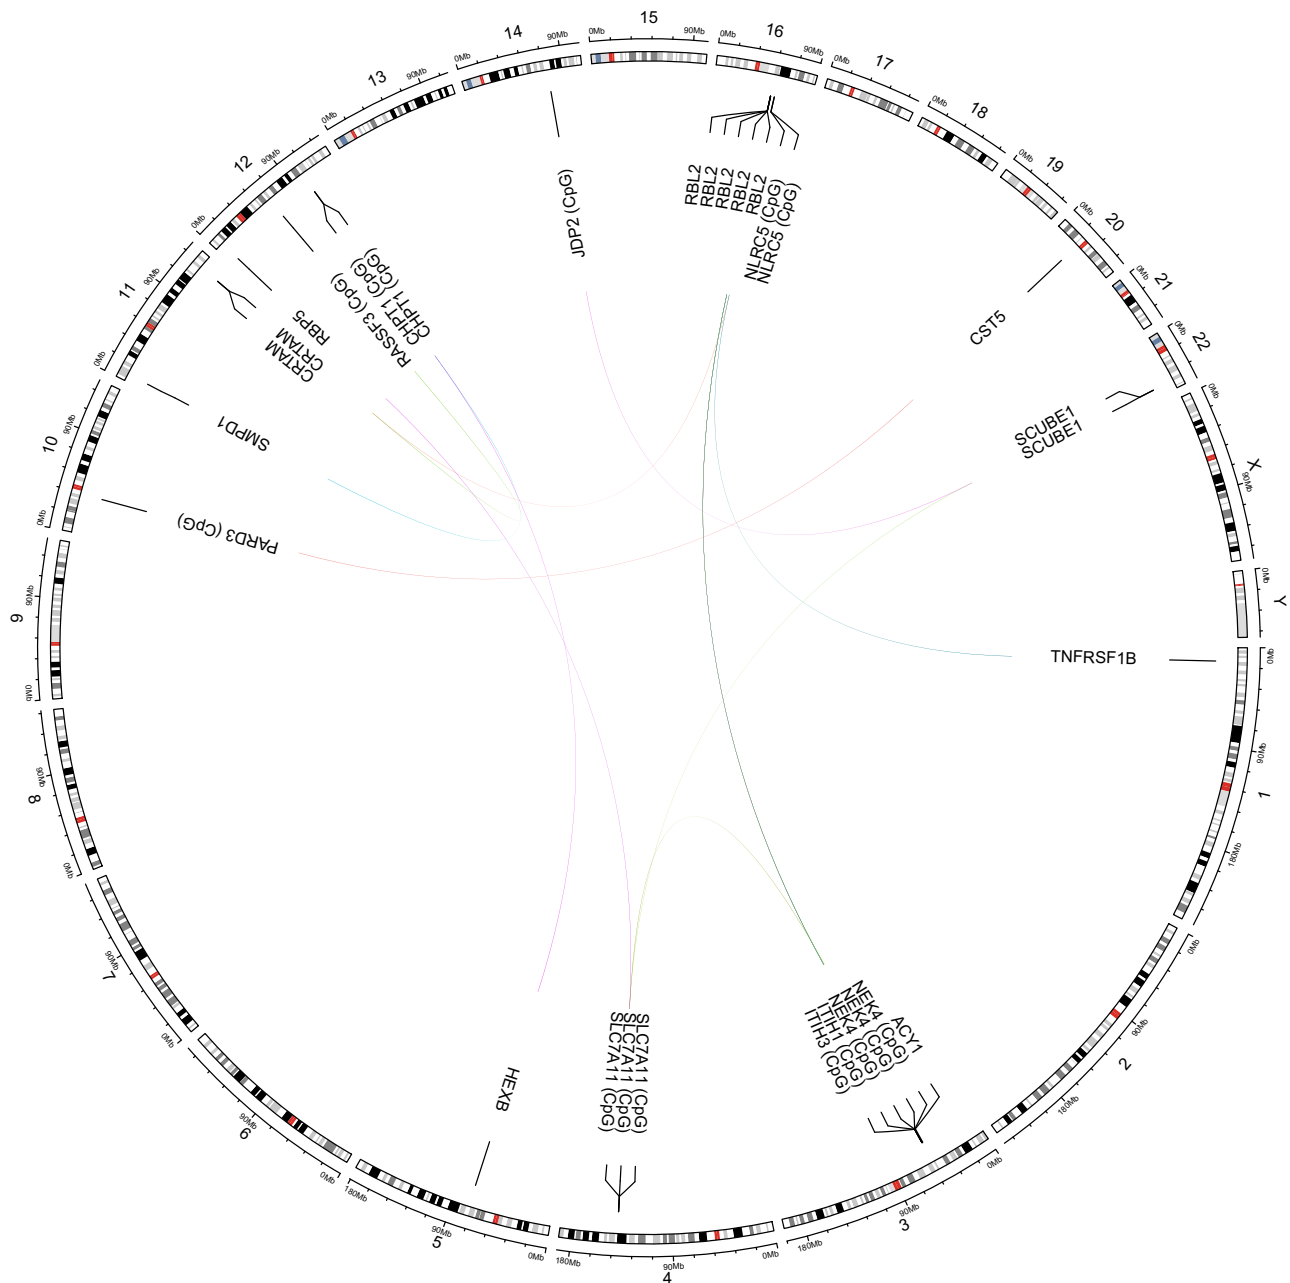 15
0Mb
90Mb
16
0Mb
90Mb
17
0Mb
18
0Mb
19
0Mb
20
0Mb
21
0Mb
22
0Mb
X
0Mb
90Mb
Y
0Mb
1
0Mb
90Mb
180Mb
2
0Mb
90Mb
180Mb
3
0Mb
90Mb
180Mb
4
0Mb
90Mb
180Mb
5
0Mb
90Mb
180Mb
6
0Mb
90Mb
7
0Mb
90Mb
8
0Mb
90Mb
9
0Mb
90Mb
10
0Mb
90Mb
11
0Mb
90Mb
12
0Mb
90Mb
13
0Mb
90Mb
14
0Mb
90Mb
JDP2 (CpG)
RBL2
RBL2
RBL2
RBL2
RBL2
NLRC5 (CpG)
NLRC5 (CpG)
CST5
SCUBE1
SCUBE1
TNFRSF1B
ACY1
NEK4
NEK4 (CpG)
NEK4 (CpG)
ITIH1 (CpG)
ITIH3 (CpG)
SLC7A11 (CpG)
SLC7A11 (CpG)
SLC7A11 (CpG)
HEXB
PARD3 (CpG)
SMPD1
CRTAM
CRTAM
RBP5
RASSF3 (CpG)
CHPT1 (CpG)
CHPT1 (CpG)